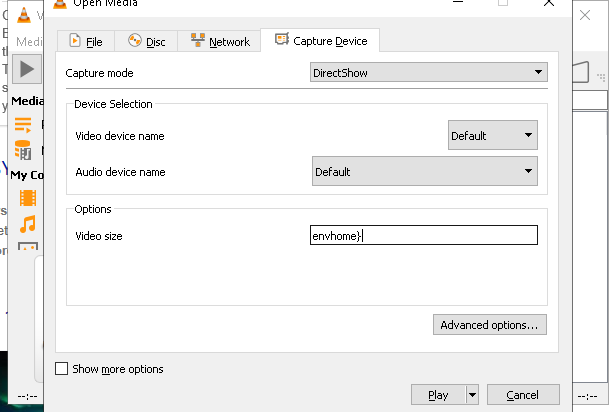 Open Media
Media
File
Disc
Network
Capture Device
Capture mode
DirectShow
Media
Device Selection
Video device name
Default
Audio device name
Default
My Co
Options
Video size
envhome}
Advanced options...
Show more options
--:--
--:--
Play
Cancel